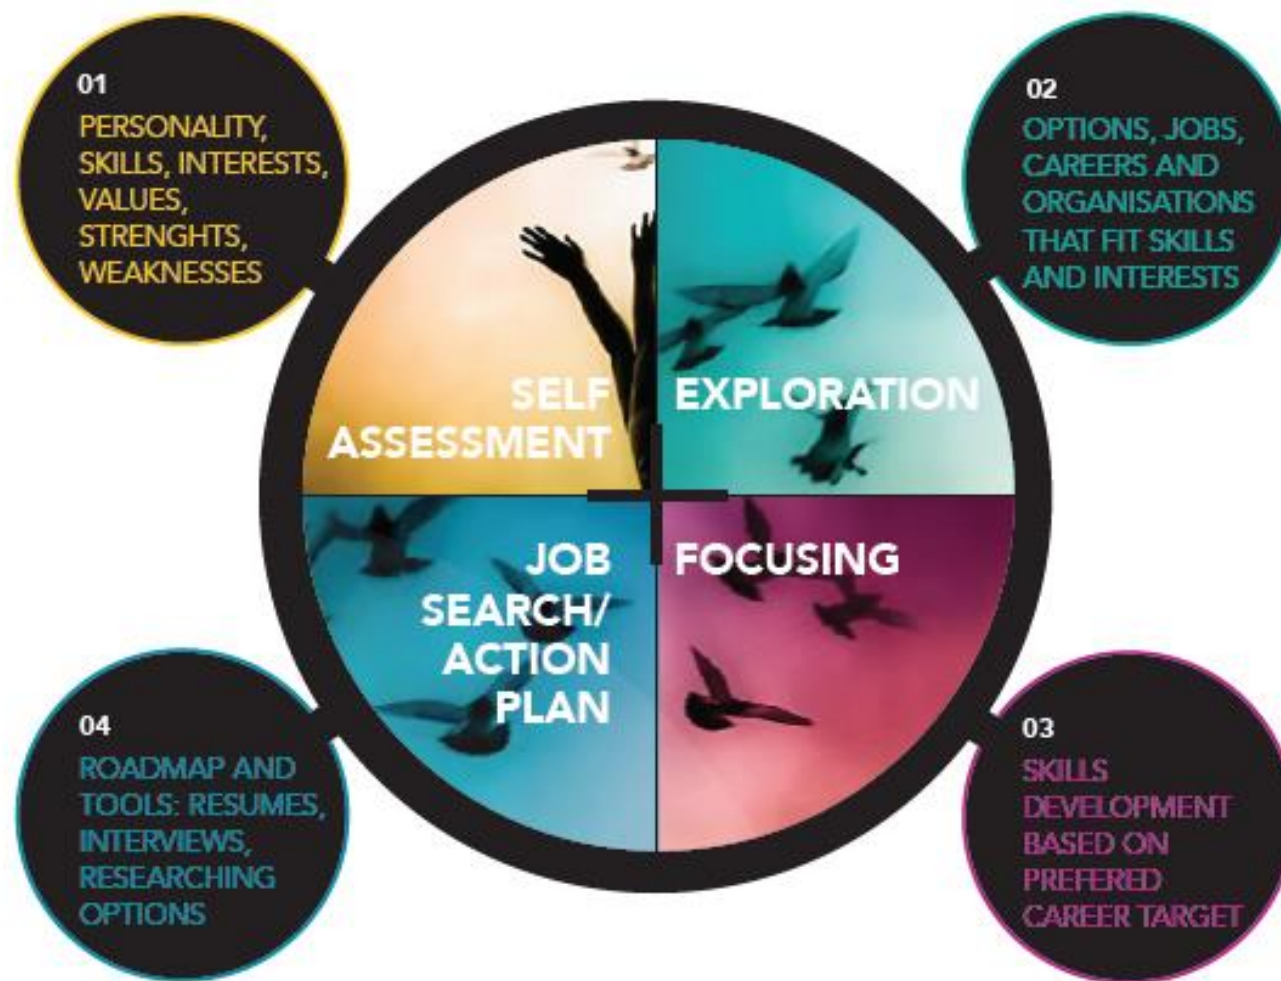 01
PERSONALITY,
SKILLS, INTERESTS,
VALUES,
STRENGHTS,
WEAKNESSES
02
OPTIONS, JOBS,
CAREERS AND
ORGANISATIONS
THAT FIT SKILLS
AND INTERESTS
SELF
ASSESSMENT
EXPLORATION
JOB
SEARCH/
ACTION
PLAN
FOCUSING
04
ROADMAP AND
TOOLS: RESUMES,
INTERVIEWS,
RESEARCHING
OPTIONS
03
SKILLS
DEVELOPMENT
BASED ON
PREFERED
CAREER TARGET